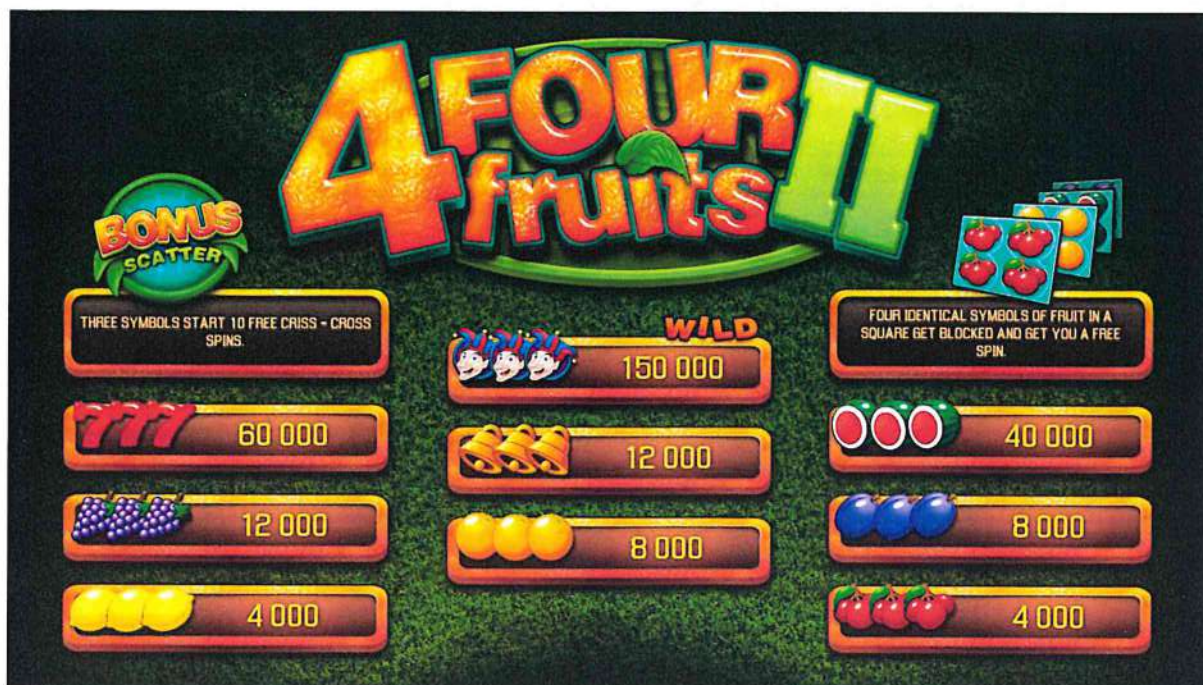 4 FOUR
fruits II
BONUS
SCATTER
THREE SYMBOLS START 10 FREE CRISS - CROSS
SPINS.
WILD
150 000
FOUR IDENTICAL SYMBOLS OF FRUIT IN A
SQUARE GET BLOCKED AND GET YOU A FREE
SPIN.
777
60 000
12 000
40 000
12 000
8 000
8 000
4 000
4 000